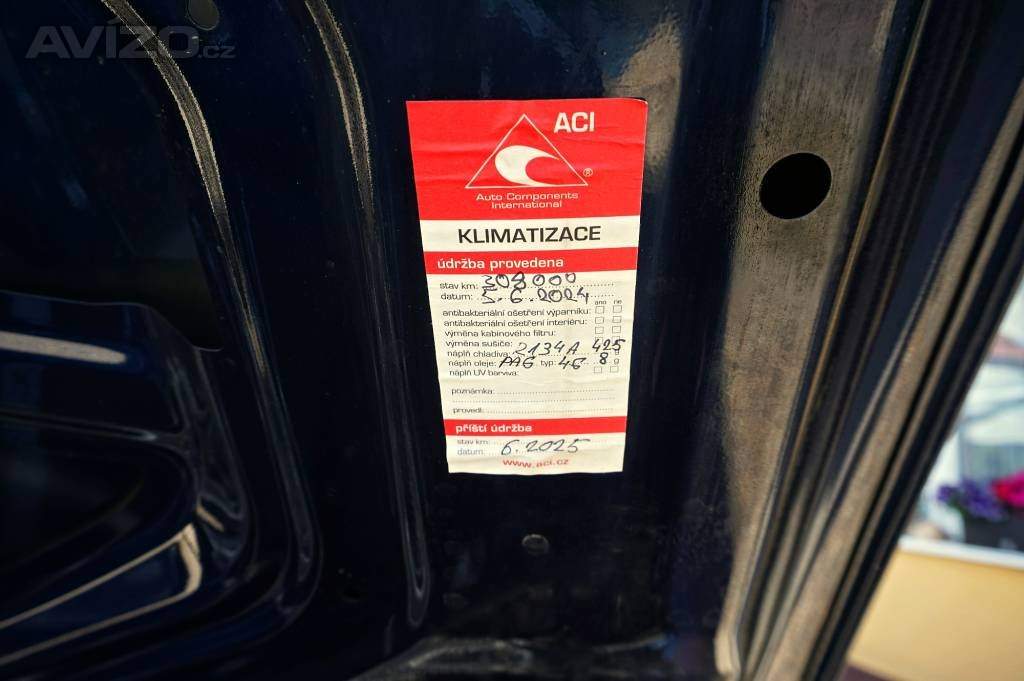 AVÍZO.cz
ACI
®
Auto Components
International
KLIMATIZACE
údržba provedena
stav km: 308000
datum: 5.6.2024
ano ne
antibakteriální ošetření výparníku:
antibakteriální ošetření interiéru:
výměna kabinového filtru:
výměna sušiče:
náplň chladiva: 2134A 425 g
náplň oleje: PAG typ: 46 8 g
náplň UV barviva:
poznámka:
provedl:
příští údržba
stav km:
datum: 6.2025
www.aci.cz